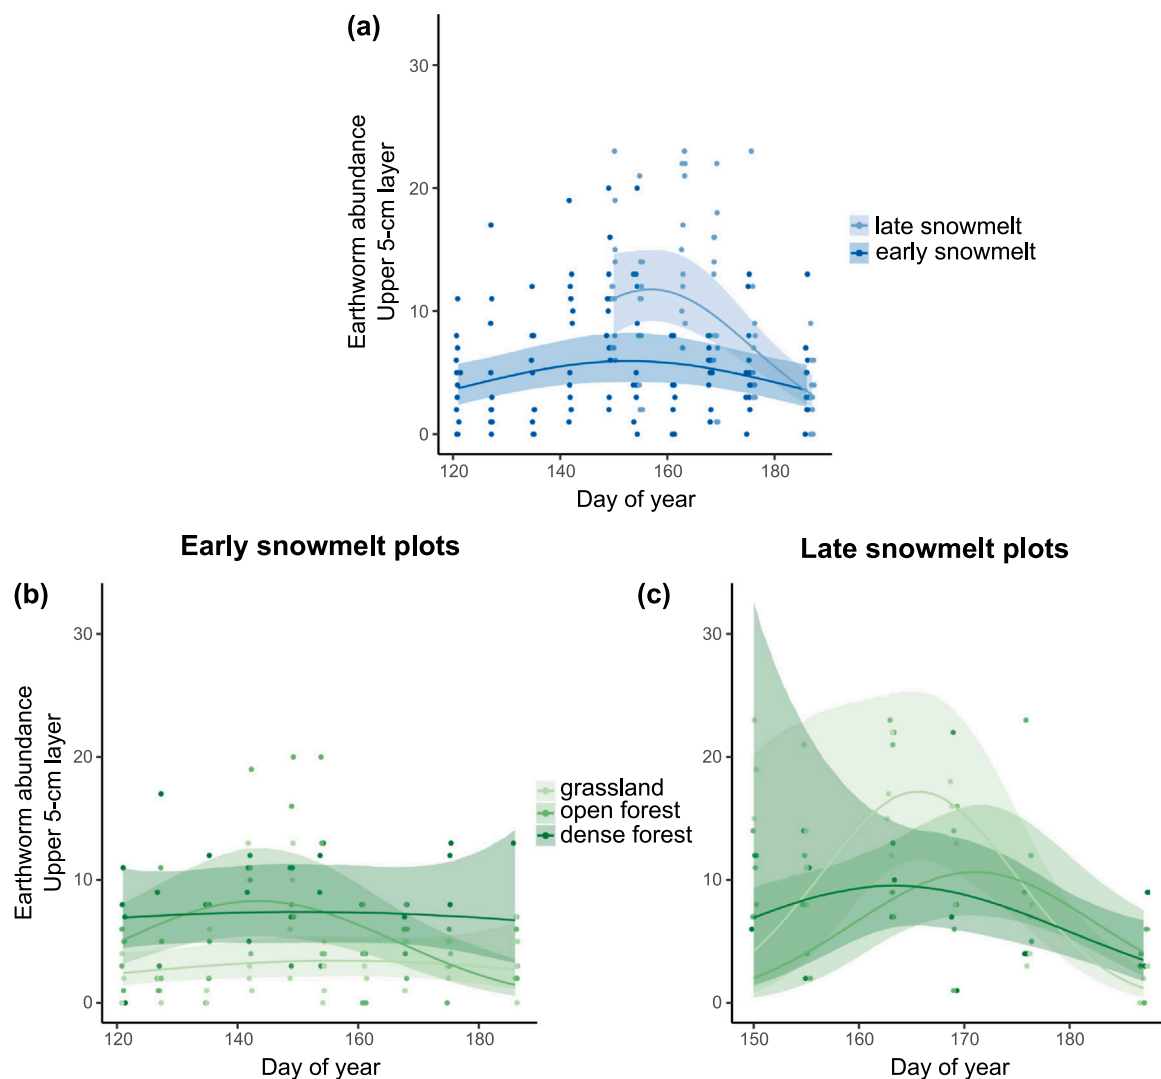 (a)
Earthworm abundance
Upper 5-cm layer
30
20
10
0
120
140
160
180
Day of year
late snowmelt
early snowmelt
Early snowmelt plots
Late snowmelt plots
(b)
Earthworm abundance
Upper 5-cm layer
30
20
10
0
120
140
160
180
Day of year
grassland
open forest
dense forest
(c)
30
20
10
0
150
160
170
180
Day of year